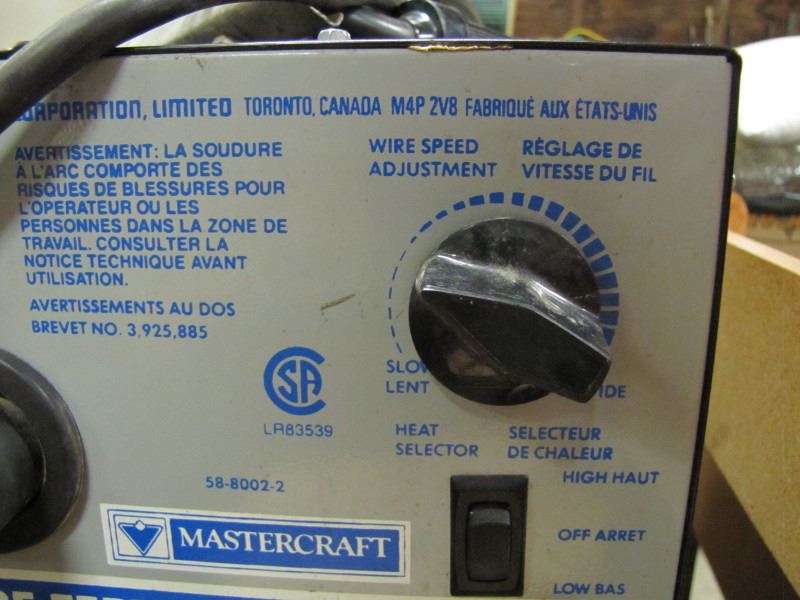 CORPORATION, LIMITED TORONTO, CANADA M4P 2V8 FABRIQUÉ AUX ÉTATS-UNIS
AVERTISSEMENT: LA SOUDURE
À L'ARC COMPORTE DES
RISQUES DE BLESSURES POUR
L'OPERATEUR OU LES
PERSONNES DANS LA ZONE DE
TRAVAIL. CONSULTER LA
NOTICE TECHNIQUE AVANT
UTILISATION.
AVERTISSEMENTS AU DOS
BREVET NO. 3,925,885
WIRE SPEED
ADJUSTMENT
RÉGLAGE DE
VITESSE DU FIL
SLOW
LENT
CSA
LR83539
HEAT
SELECTOR
SELECTEUR
DE CHALEUR
HIGH HAUT
OFF ARRET
LOW BAS
58-8002-2
MASTERCRAFT